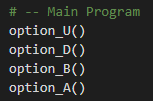 # -- Main Program
option_U()
option_D()
option_B()
option_A()